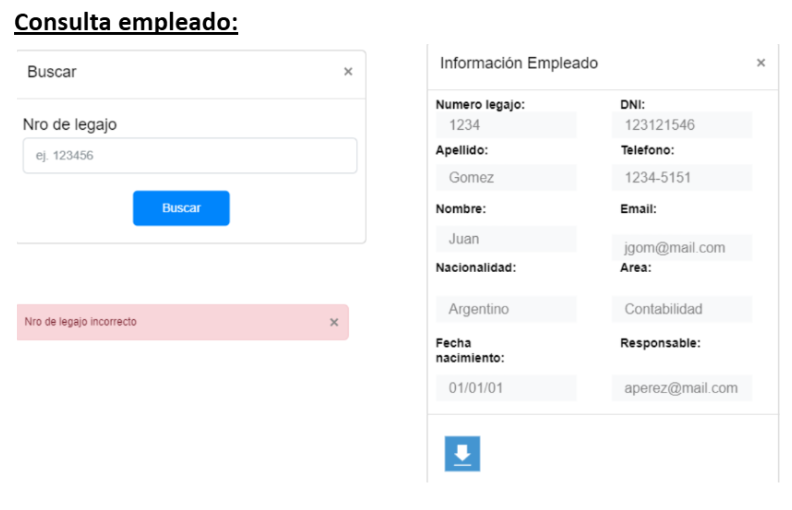 Consulta empleado:
Buscar ×
Nro de legajo
ej. 123456
Buscar
Nro de legajo incorrecto ×
Información Empleado ×
Numero legajo: DNI:
1234 123121546
Apellido: Telefono:
Gomez 1234-5151
Nombre: Email:
Juan jgom@mail.com
Nacionalidad: Area:
Argentino Contabilidad
Fecha Responsable:
nacimiento:
01/01/01 aperez@mail.com